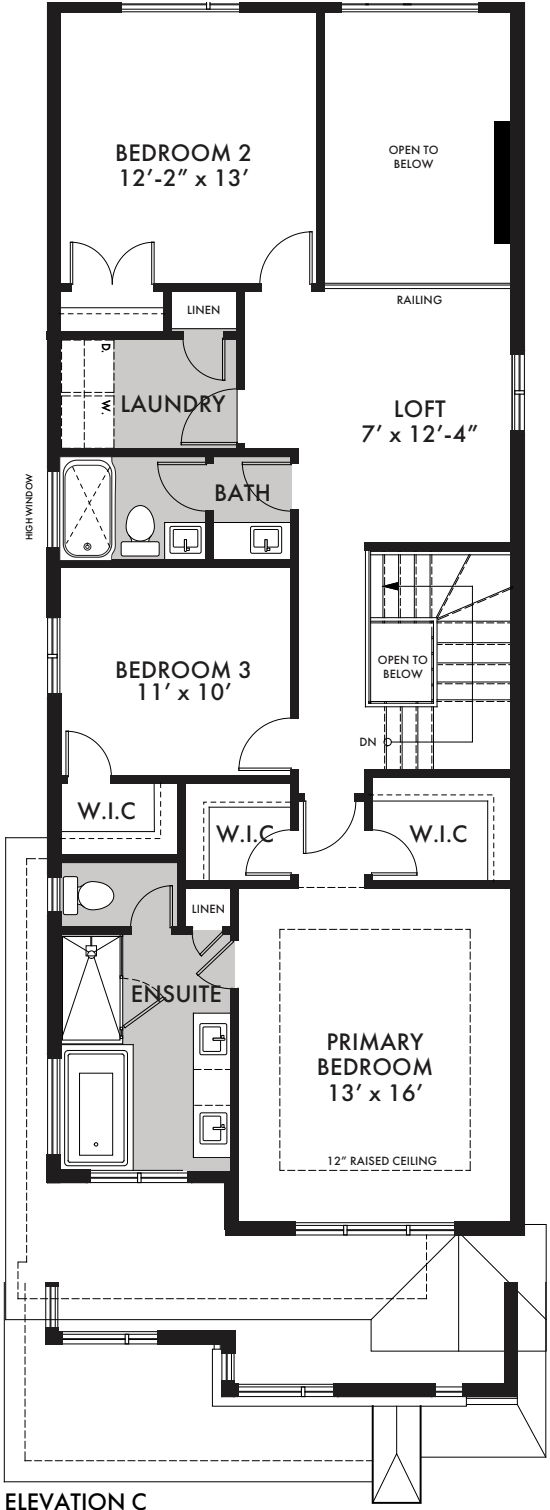 BEDROOM 2
12’-2” x 13’
OPEN TO
BELOW
LINEN
RAILING
D.
W.
LAUNDRY
LOFT
7’ x 12’-4”
HIGH WINDOW
BATH
BEDROOM 3
11’ x 10’
OPEN TO
BELOW
DN
W.I.C
W.I.C
W.I.C
LINEN
ENSUITE
PRIMARY
BEDROOM
13’ x 16’
12” RAISED CEILING
ELEVATION C